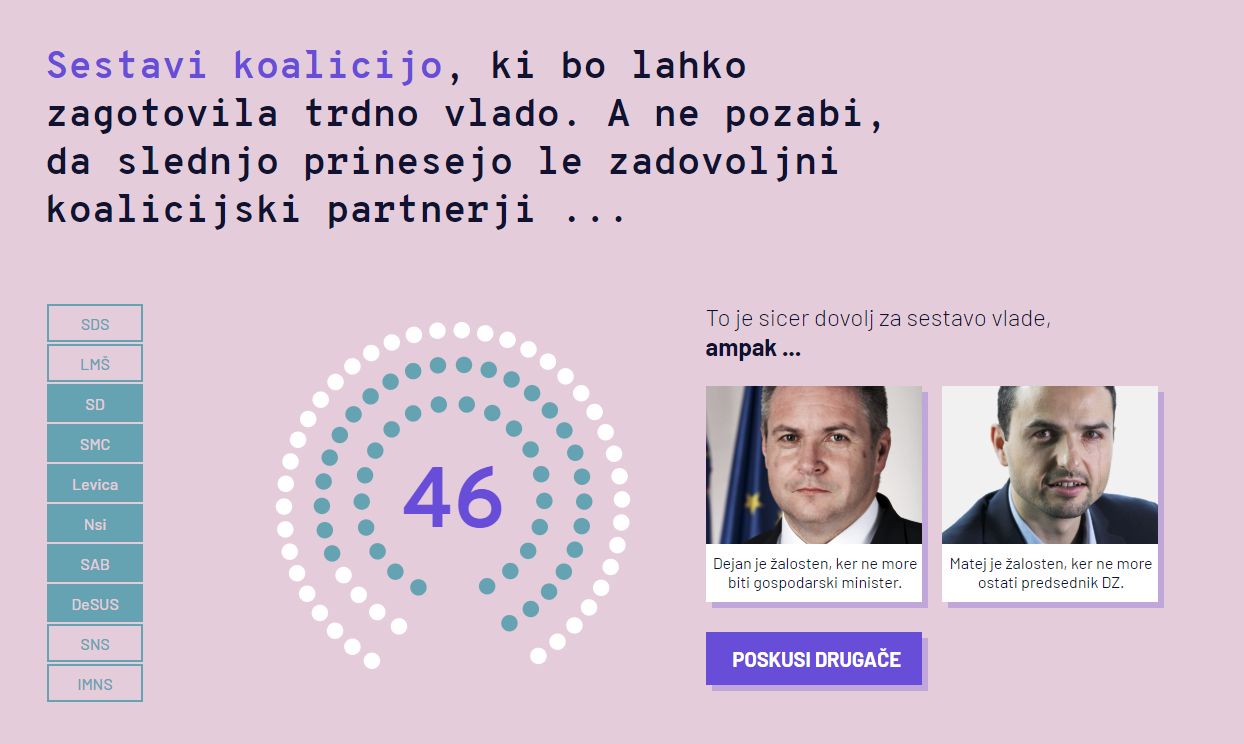 Sestavi koalicijo, ki bo lahko
zagotovila trdno vlado. A ne pozabi,
da slednjo prinesejo le zadovoljni
koalicijski partnerji ...
SDS
LMŠ
SD
SMC
Levica
Nsi
SAB
DeSUS
SNS
IMNS
46
To je sicer dovolj za sestavo vlade,
ampak ...
Dejan je žalosten, ker ne more
biti gospodarski minister.
Matej je žalosten, ker ne more
ostati predsednik DZ.
POSKUSI DRUGAČE